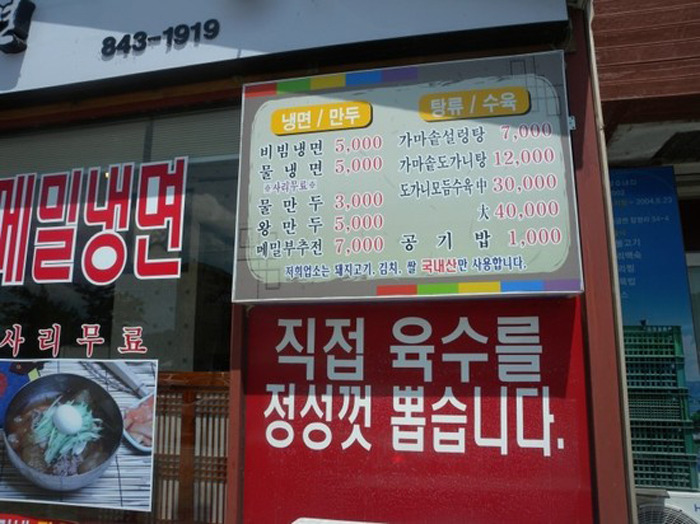 843-1919
냉면 / 만두
비빔냉면 5,000
물냉면 5,000
※사리무료※
물만두 3,000
왕만두 5,000
메밀부추전 7,000
탕류 / 수육
가마솥설렁탕 7,000
가마솥도가니탕 12,000
도가니모듬수육 中 30,000
大 40,000
공기밥 1,000
저희업소는 돼지고기, 김치, 쌀 국내산만 사용합니다.
메밀냉면
사리무료
직접 육수를
정성껏 뽑습니다.
2004.6.23